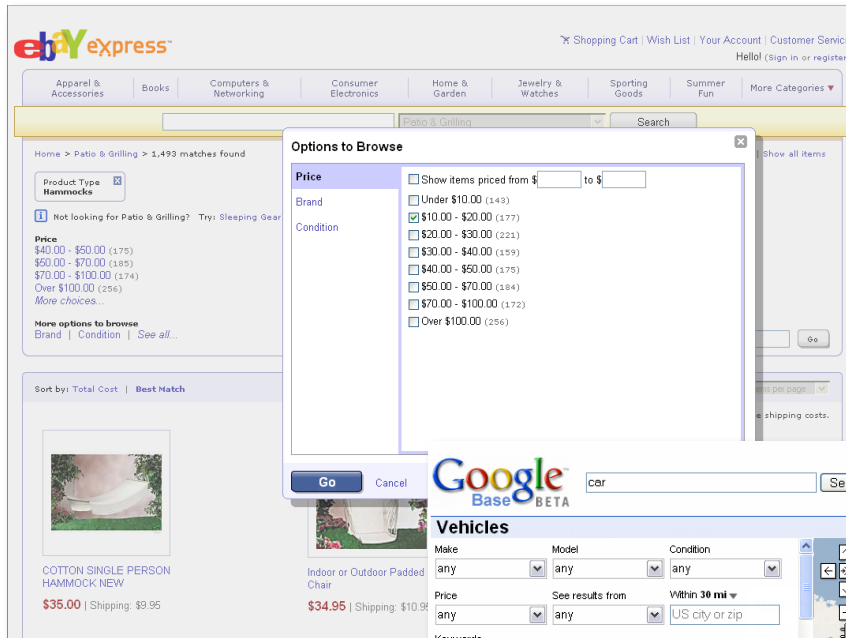 ebay express™
Shopping Cart | Wish List | Your Account | Customer Servic
Hello! (Sign in or register
Apparel & Accessories
Books
Computers & Networking
Consumer Electronics
Home & Garden
Jewelry & Watches
Sporting Goods
Summer Fun
More Categories ▼
Patio & Grilling
Search
Home > Patio & Grilling > 1,493 matches found
| Show all items
Product Type
Hammocks
Not looking for Patio & Grilling? Try: Sleeping Gear
Price
$40.00 - $50.00 (175)
$50.00 - $70.00 (185)
$70.00 - $100.00 (174)
Over $100.00 (256)
More choices...
More options to browse
Brand | Condition | See all...
Go
Options to Browse
Price
Brand
Condition
Show items priced from $ to $
Under $10.00 (143)
$10.00 - $20.00 (177)
$20.00 - $30.00 (221)
$30.00 - $40.00 (159)
$40.00 - $50.00 (175)
$50.00 - $70.00 (184)
$70.00 - $100.00 (172)
Over $100.00 (256)
Go
Cancel
Sort by: Total Cost | Best Match
per page
shipping costs.
COTTON SINGLE PERSON
HAMMOCK NEW
$35.00 | Shipping: $9.95
Indoor or Outdoor Padded
Chair
$34.95 | Shipping: $10.95
Google™
Base BETA
car
Se
Vehicles
Make
Model
Condition
any
any
any
Price
See results from
Within 30 mi ▼
any
any
US city or zip
Keywords